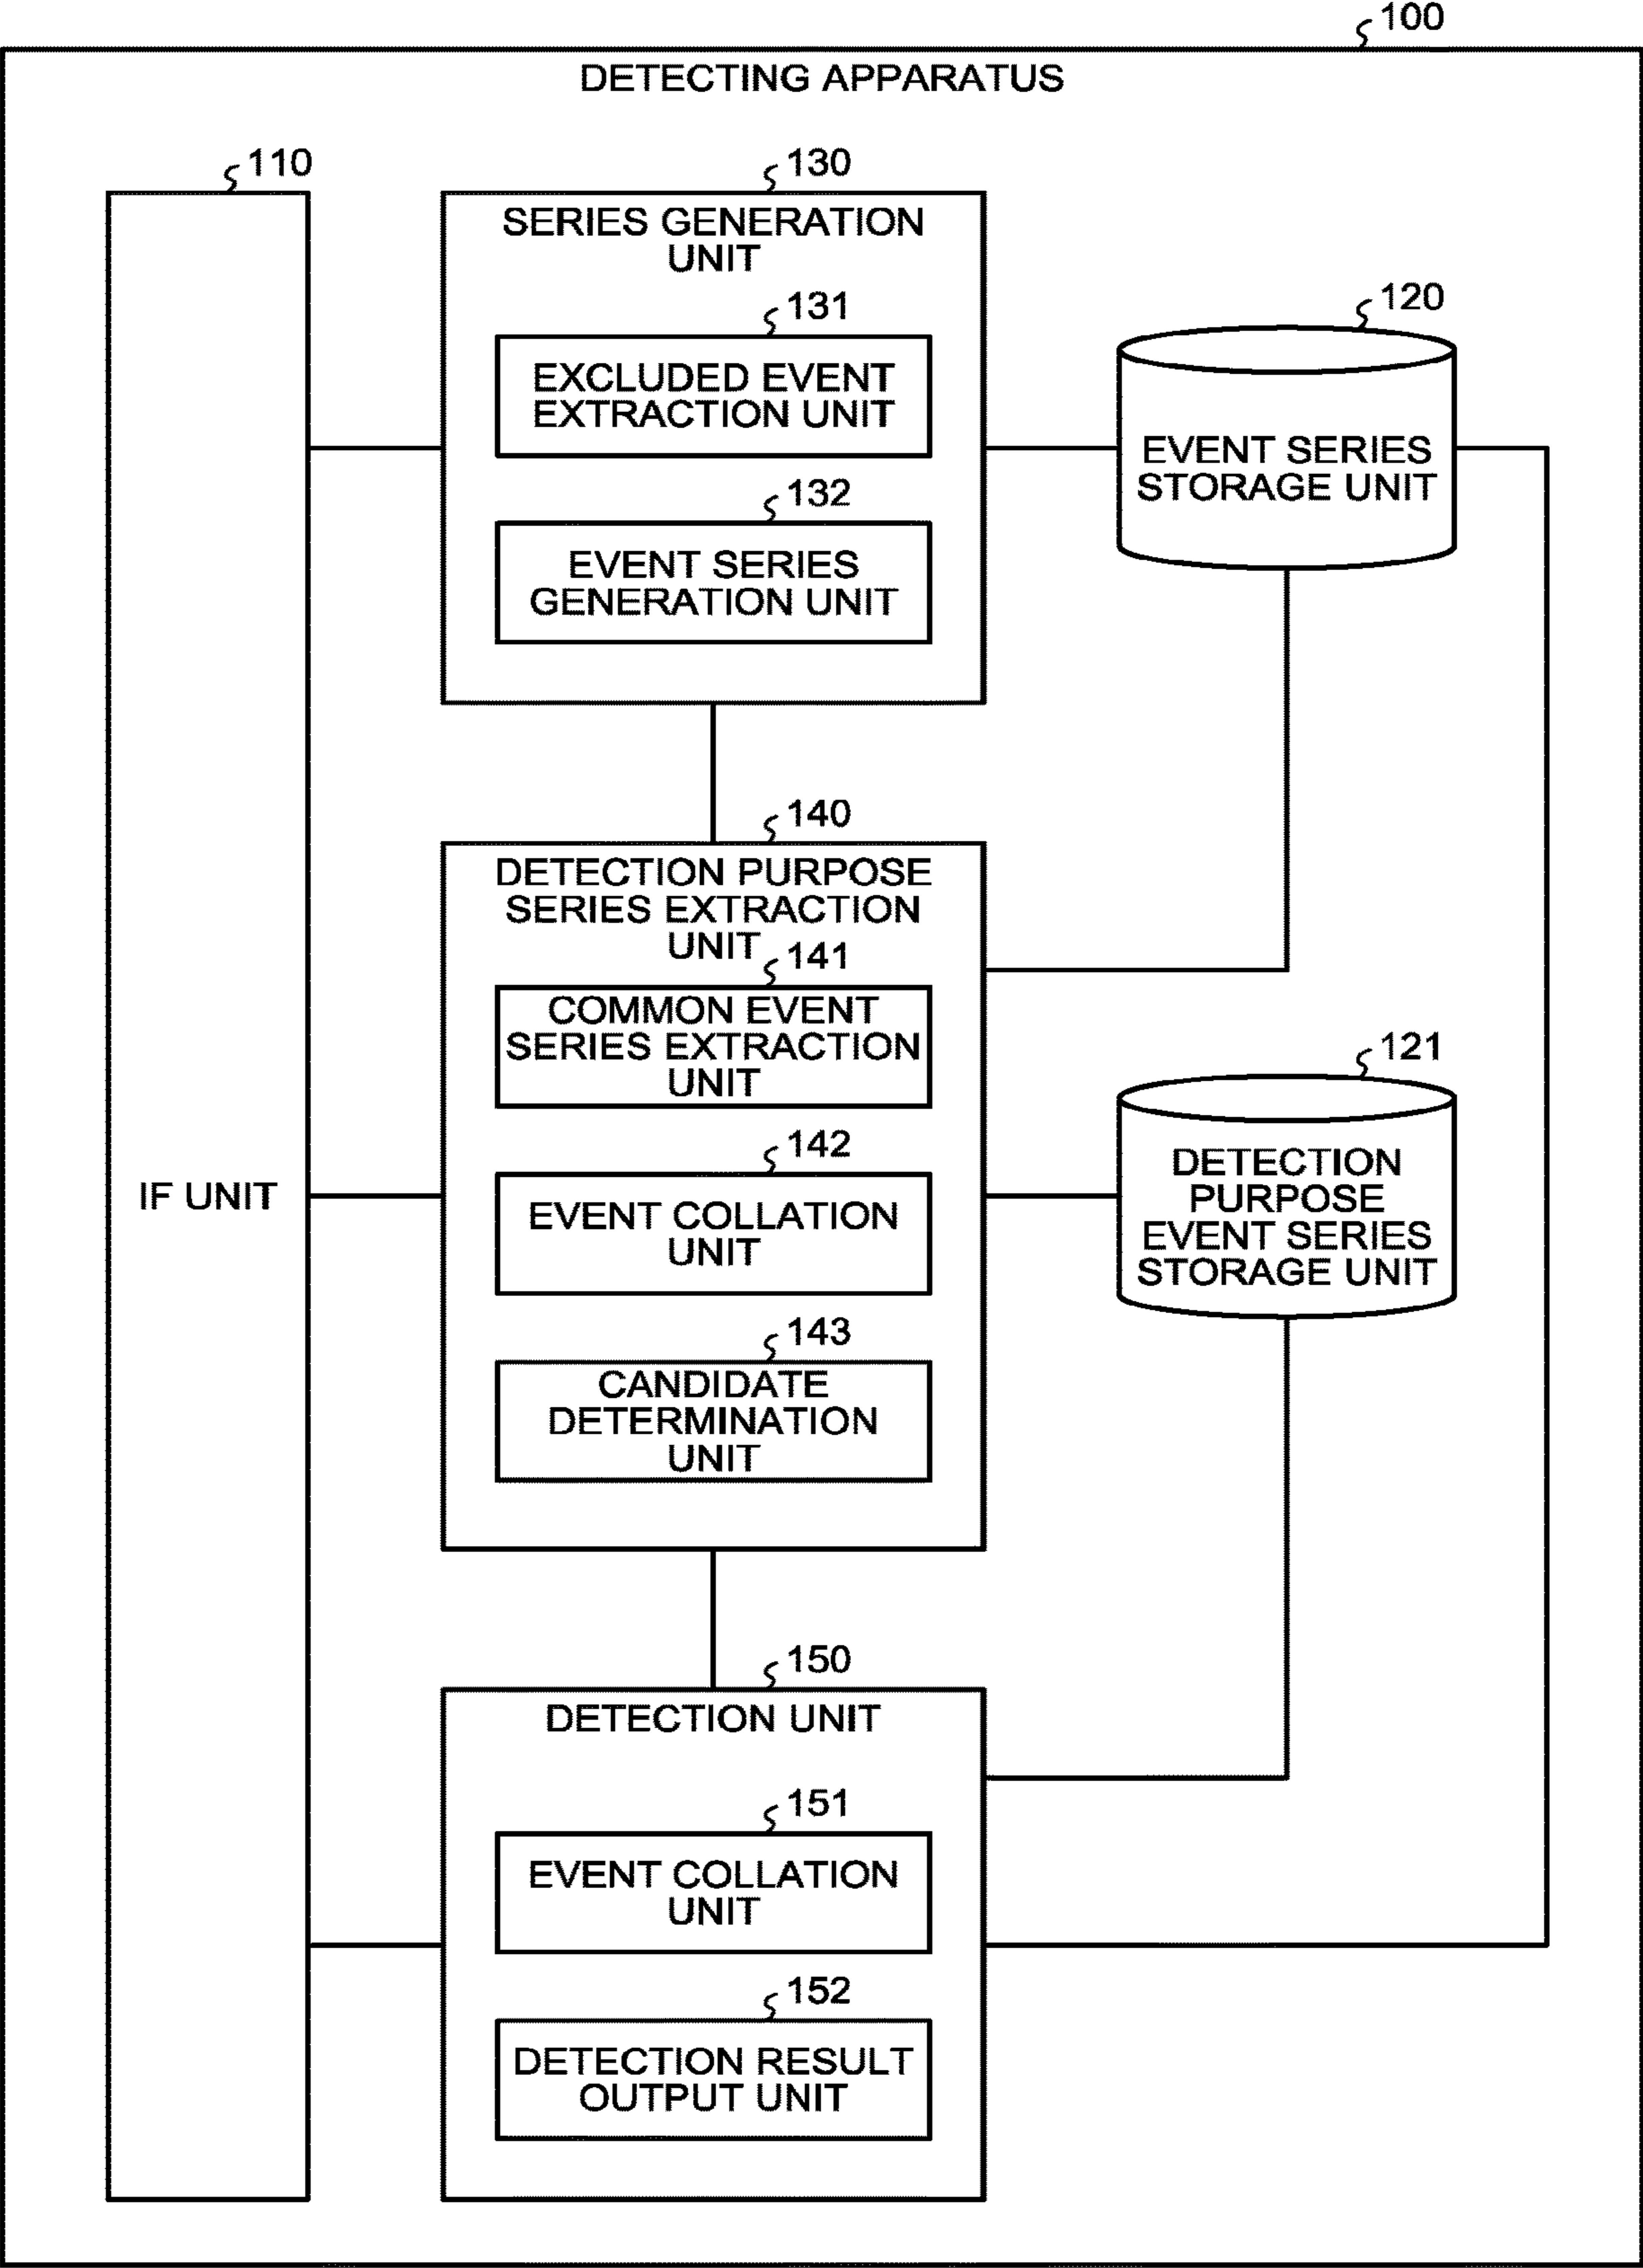 100
DETECTING APPARATUS
110
IF UNIT
130
SERIES GENERATION
UNIT
131
EXCLUDED EVENT
EXTRACTION UNIT
132
EVENT SERIES
GENERATION UNIT
120
EVENT SERIES
STORAGE UNIT
140
DETECTION PURPOSE
SERIES EXTRACTION
UNIT
141
COMMON EVENT
SERIES EXTRACTION
UNIT
142
EVENT COLLATION
UNIT
143
CANDIDATE
DETERMINATION
UNIT
121
DETECTION
PURPOSE
EVENT SERIES
STORAGE UNIT
150
DETECTION UNIT
151
EVENT COLLATION
UNIT
152
DETECTION RESULT
OUTPUT UNIT